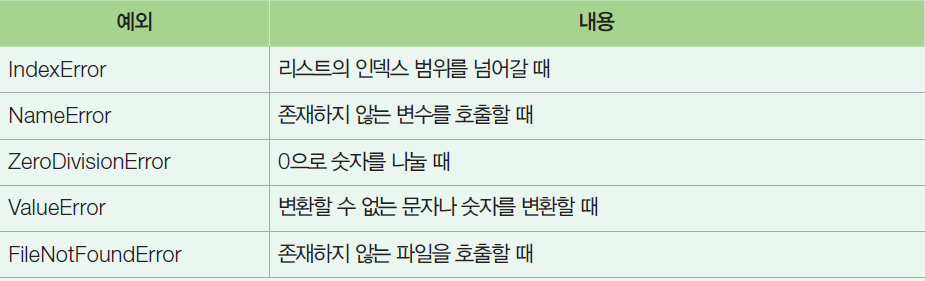 예외 내용
IndexError 리스트의 인덱스 범위를 넘어갈 때
NameError 존재하지 않는 변수를 호출할 때
ZeroDivisionError 0으로 숫자를 나눌 때
ValueError 변환할 수 없는 문자나 숫자를 변환할 때
FileNotFoundError 존재하지 않는 파일을 호출할 때